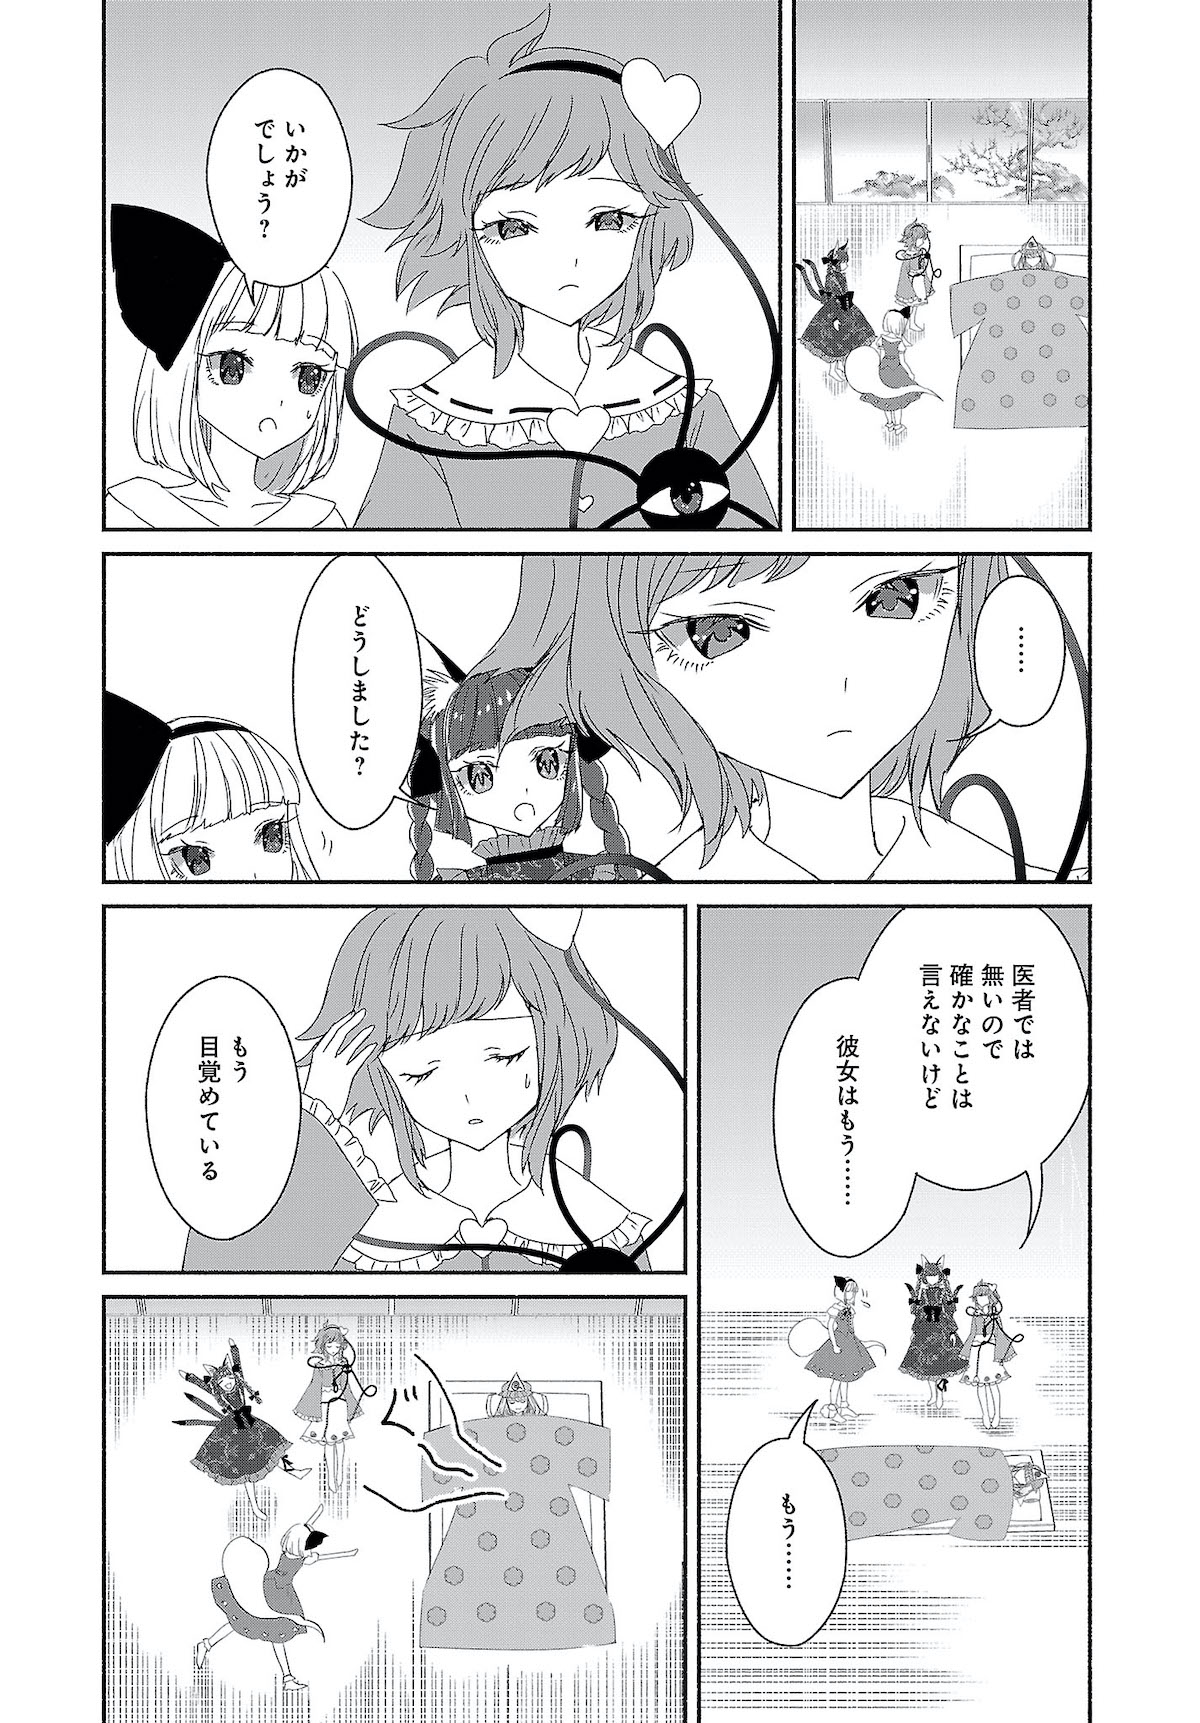 いかが
でしょう？
……
どうしました？
医者では
無いので
確かなことは
言えないけど
彼女はもう………
もう……
もう
目覚めている